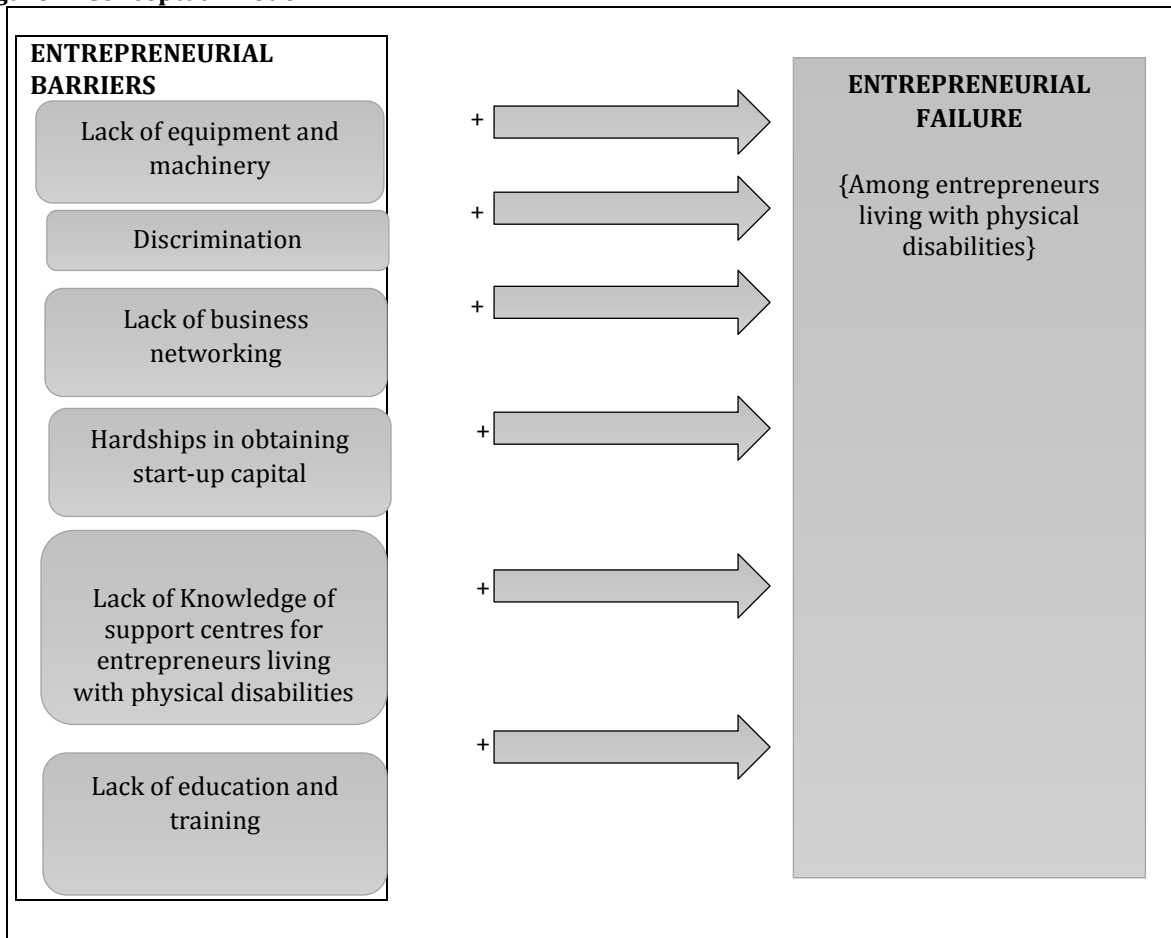 ENTREPRENEURIAL
BARRIERS
Lack of equipment and
machinery
Discrimination
Lack of business
networking
Hardships in obtaining
start-up capital
Lack of Knowledge of
support centres for
entrepreneurs living
with physical disabilities
Lack of education and
training
+
+
+
+
+
+
ENTREPRENEURIAL
FAILURE
{Among entrepreneurs
living with physical
disabilities}